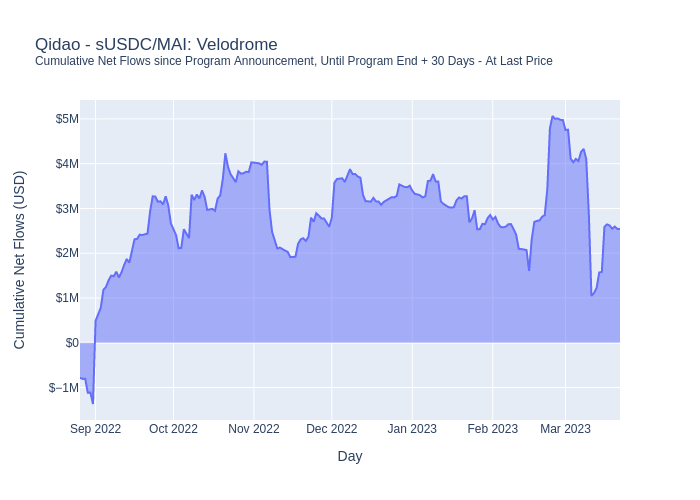 Qidao - sUSDC/MAI: Velodrome
Cumulative Net Flows since Program Announcement, Until Program End + 30 Days - At Last Price
Cumulative Net Flows (USD)
$5M
$4M
$3M
$2M
$1M
$0
$−1M
Sep 2022
Oct 2022
Nov 2022
Dec 2022
Jan 2023
Feb 2023
Mar 2023
Day